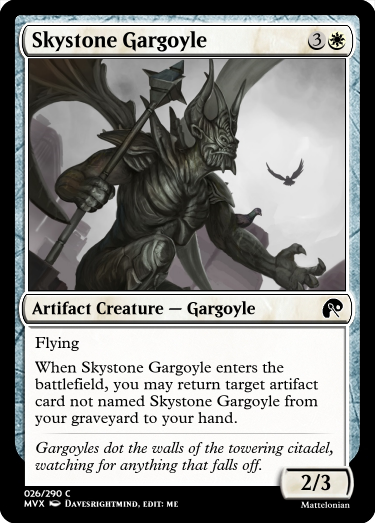 Skystone Gargoyle 3
Artifact Creature — Gargoyle
Flying
When Skystone Gargoyle enters the
battlefield, you may return target artifact
card not named Skystone Gargoyle from
your graveyard to your hand.
Gargoyles dot the walls of the towering citadel,
watching for anything that falls off.
2/3
026/290 C
MVX DAVESRIGHTMIND, EDIT: ME
Mattelonian